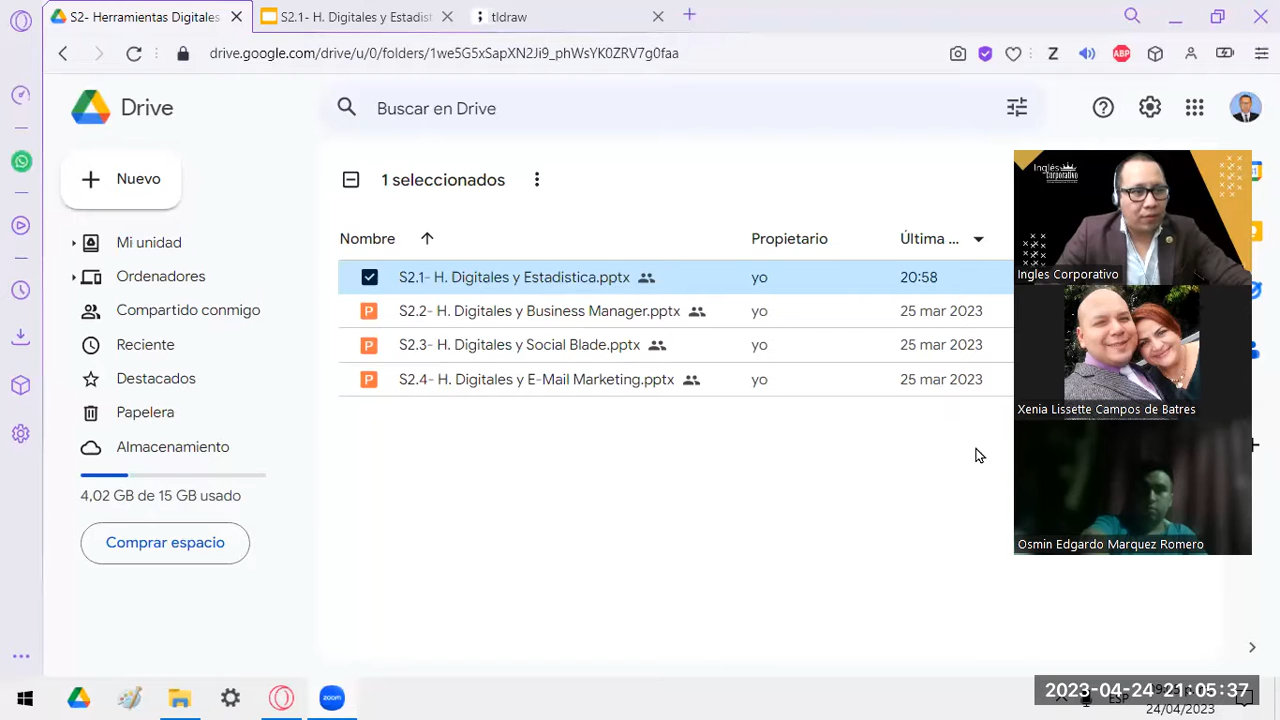 S2- Herramientas Digitales
S2.1- H. Digitales y Estadist
tldraw
drive.google.com/drive/u/0/folders/1we5G5xSapXN2Ji9_phWsYK0ZRV7g0faa
Z
ABP
Drive
Buscar en Drive
Nuevo
1 seleccionados
Mi unidad
Ordenadores
Compartido conmigo
Reciente
Destacados
Papelera
Almacenamiento
4,02 GB de 15 GB usado
Comprar espacio
Nombre
Propietario
Última ...
S2.1- H. Digitales y Estadistica.pptx
yo
20:58
P
S2.2- H. Digitales y Business Manager.pptx
yo
25 mar 2023
P
S2.3- H. Digitales y Social Blade.pptx
yo
25 mar 2023
P
S2.4- H. Digitales y E-Mail Marketing.pptx
yo
25 mar 2023
Inglés
Corporativo
Ingles Corporativo
Xenia Lissette Campos de Batres
Osmin Edgardo Marquez Romero
zoom
2023-04-24 21:05:37
ESP
24/04/2023